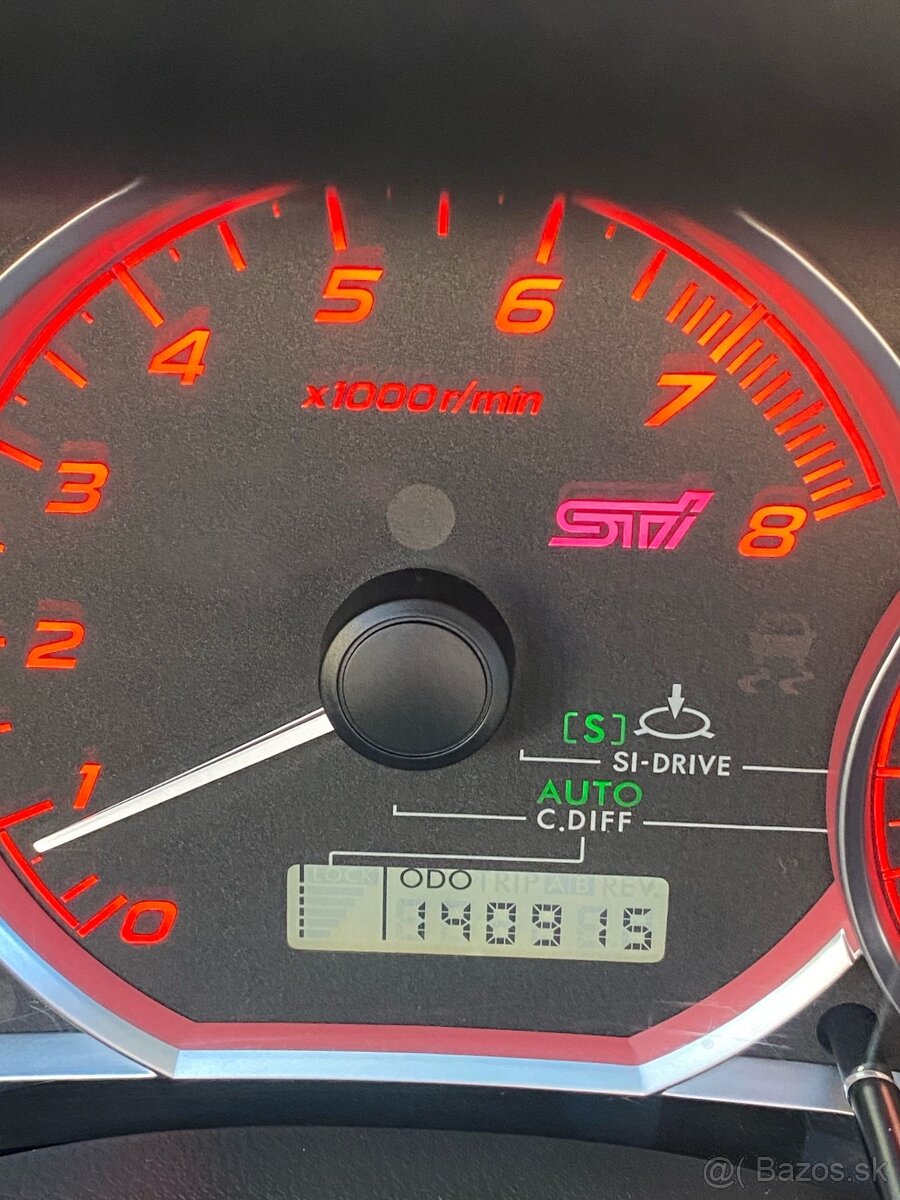 5 6
4 7
x1000 r/min
3
STi 8
2
[S]
SI-DRIVE
1
AUTO
C.DIFF
LOCK ODO TRIP A B REV.
0 140915
@( Bazos.sk